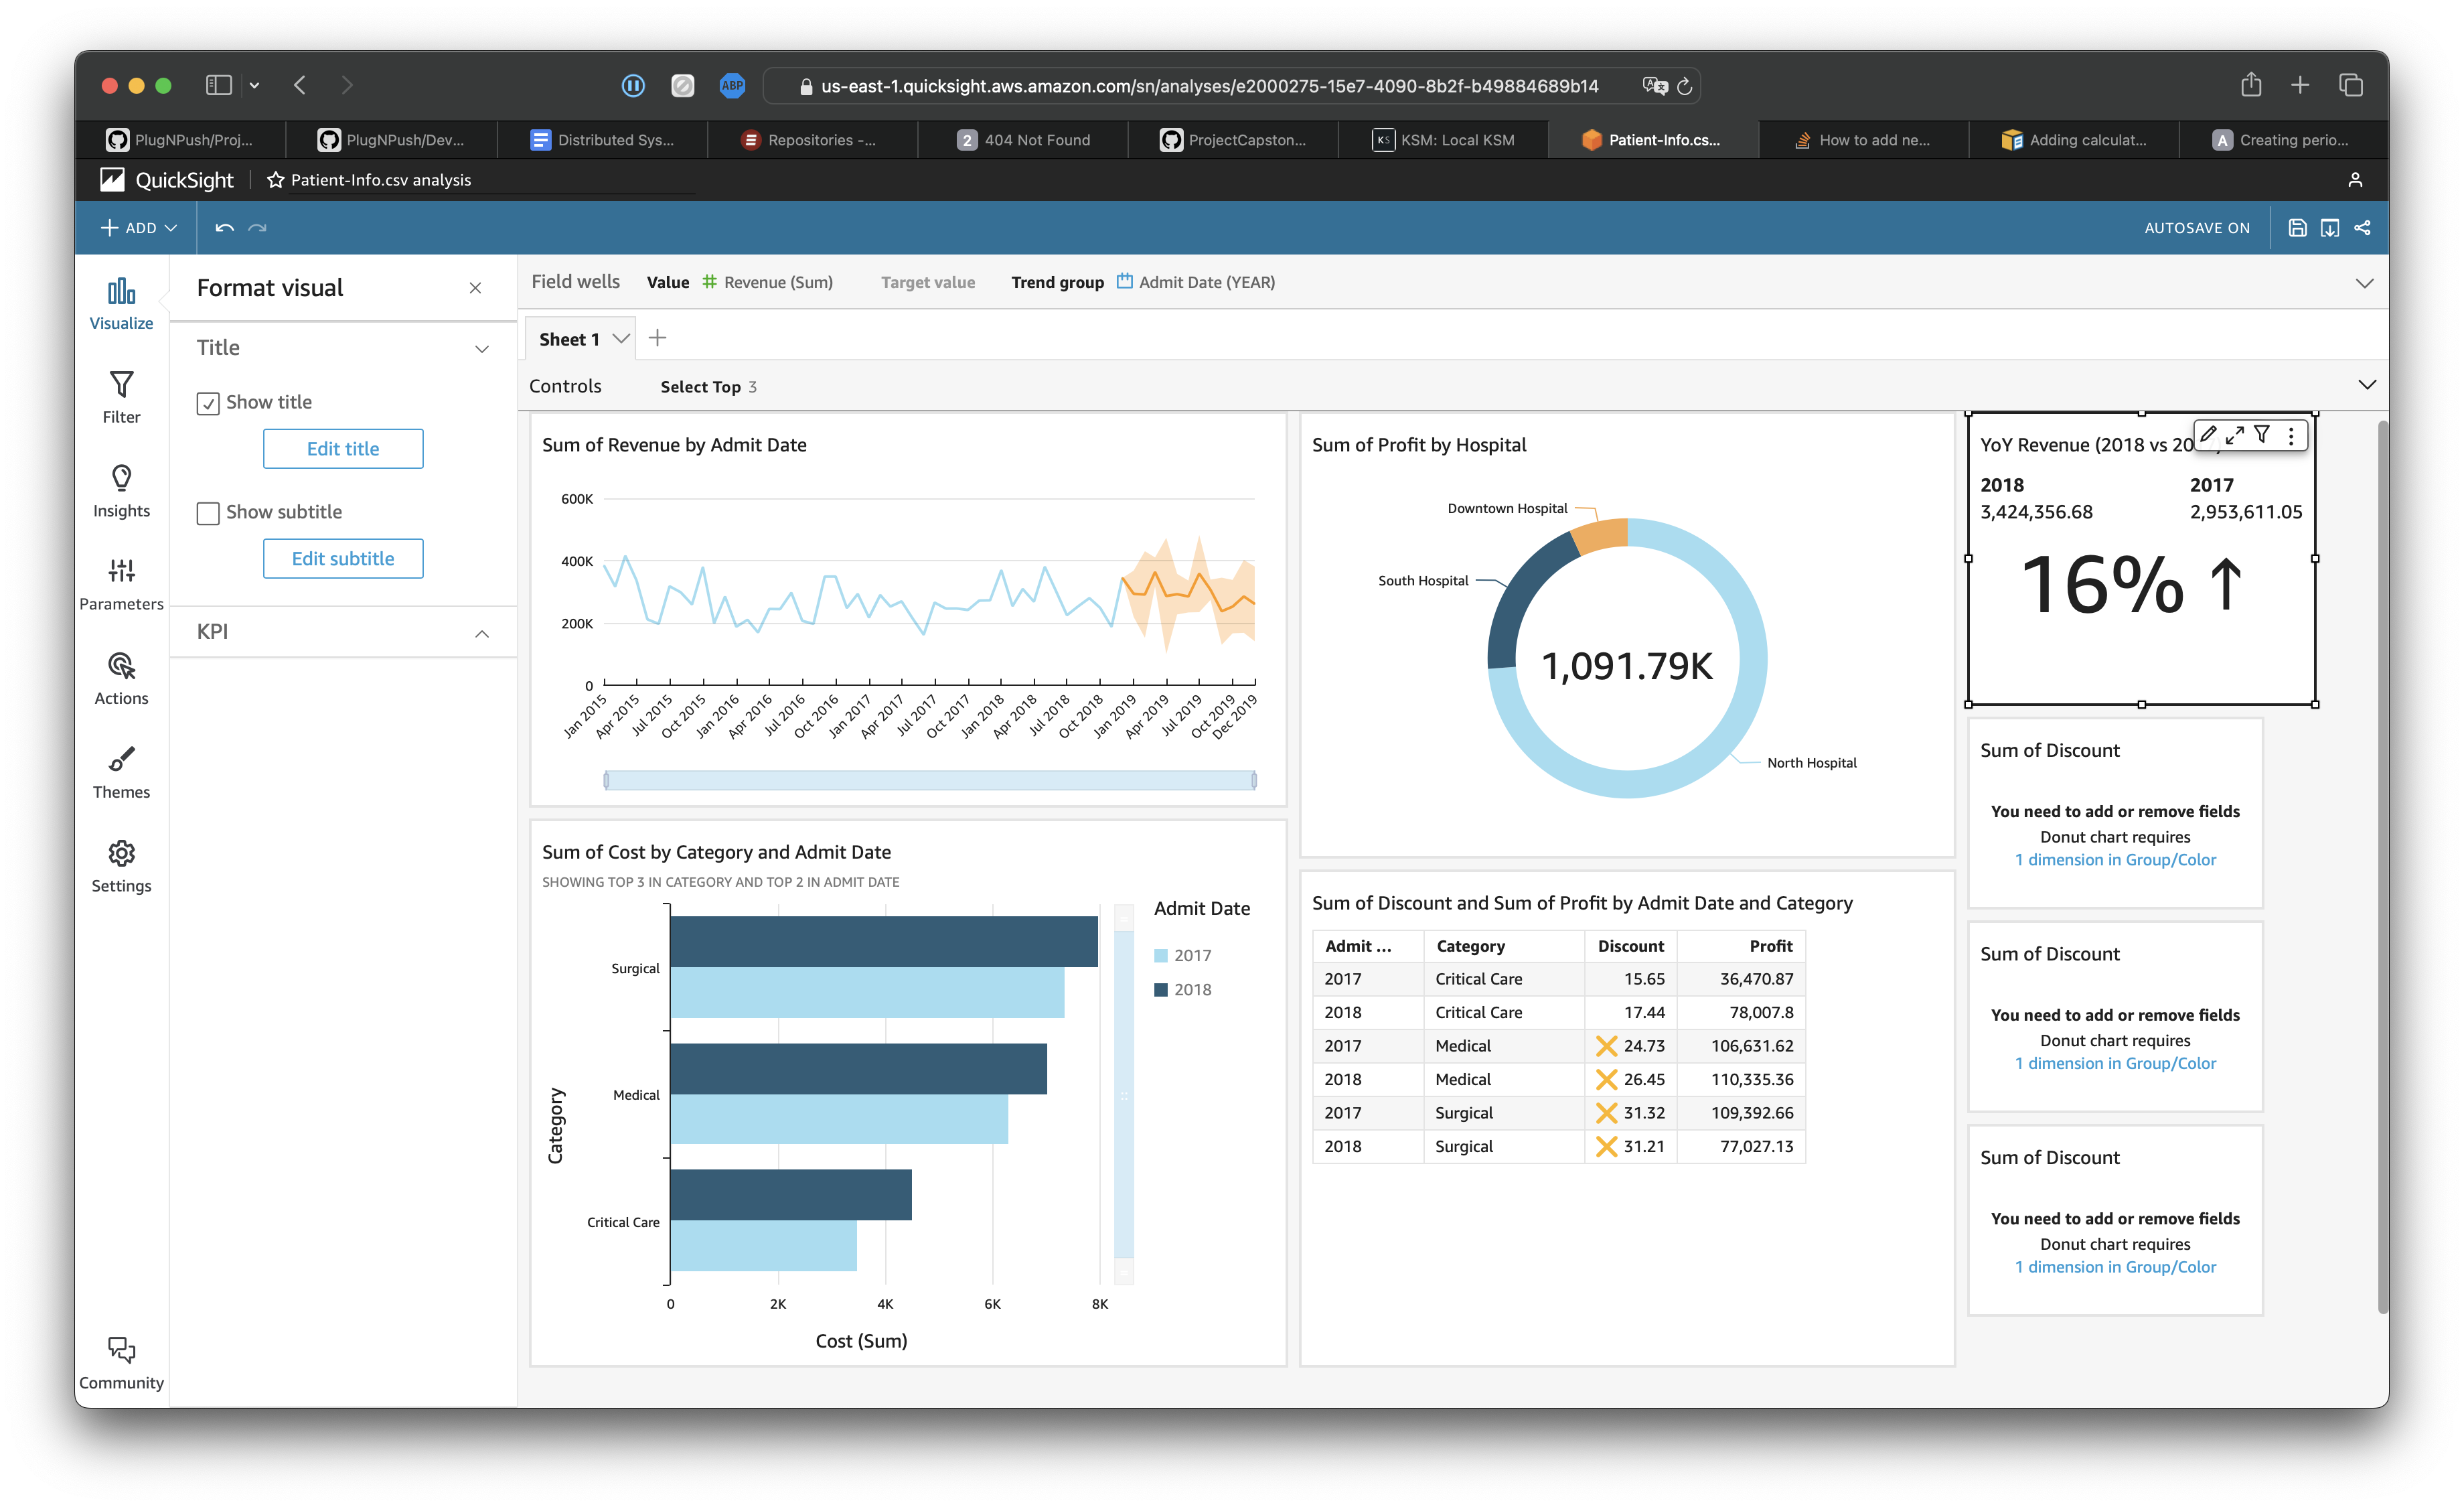 ABP
us-east-1.quicksight.aws.amazon.com/sn/analyses/e2000275-15e7-4090-8b2f-b49884689b14
PlugNPush/Proj...
PlugNPush/Dev...
Distributed Sys...
Repositories -...
2 404 Not Found
ProjectCapston...
KS KSM: Local KSM
Patient-Info.cs...
How to add ne...
Adding calculat...
A Creating perio...
QuickSight
Patient-Info.csv analysis
ADD
AUTOSAVE ON
Visualize
Filter
Insights
Parameters
Actions
Themes
Settings
Community
Format visual
Title
Show title
Edit title
Show subtitle
Edit subtitle
KPI
Field wells Value Revenue (Sum) Target value Trend group Admit Date (YEAR)
Sheet 1
Controls Select Top 3
Sum of Revenue by Admit Date
600K
400K
200K
0
Jan 2015 Apr 2015 Jul 2015 Oct 2015 Jan 2016 Apr 2016 Jul 2016 Oct 2016 Jan 2017 Apr 2017 Jul 2017 Oct 2017 Jan 2018 Apr 2018 Jul 2018 Oct 2018 Jan 2019 Apr 2019 Jul 2019 Oct 2019 Dec 2019
Sum of Cost by Category and Admit Date
SHOWING TOP 3 IN CATEGORY AND TOP 2 IN ADMIT DATE
Category
Surgical
Medical
Critical Care
0 2K 4K 6K 8K
Cost (Sum)
Admit Date
2017
2018
Sum of Profit by Hospital
Downtown Hospital
South Hospital
1,091.79K
North Hospital
Sum of Discount and Sum of Profit by Admit Date and Category
Admit ... Category Discount Profit
2017 Critical Care 15.65 36,470.87
2018 Critical Care 17.44 78,007.8
2017 Medical 24.73 106,631.62
2018 Medical 26.45 110,335.36
2017 Surgical 31.32 109,392.66
2018 Surgical 31.21 77,027.13
YoY Revenue (2018 vs 20
2018 2017
3,424,356.68 2,953,611.05
16% ↑
Sum of Discount
You need to add or remove fields
Donut chart requires
1 dimension in Group/Color
Sum of Discount
You need to add or remove fields
Donut chart requires
1 dimension in Group/Color
Sum of Discount
You need to add or remove fields
Donut chart requires
1 dimension in Group/Color